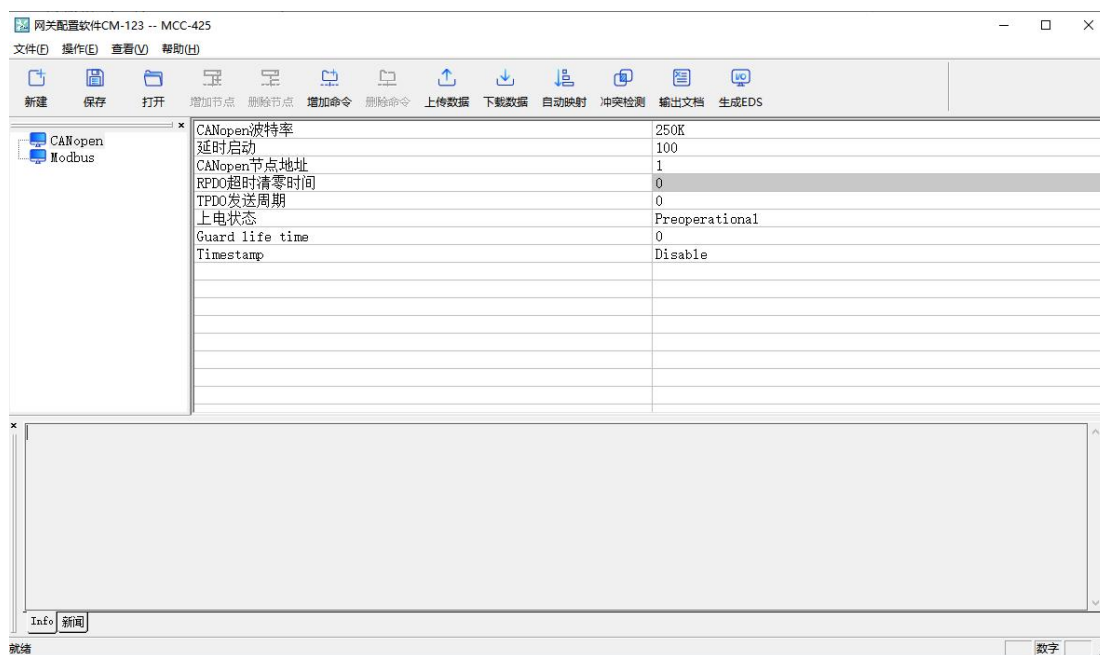 网关配置软件CM-123 -- MCC-425
文件(F) 操作(E) 查看(V) 帮助(H)
新建 保存 打开 增加节点 删除节点 增加命令 删除命令 上传数据 下载数据 自动映射 冲突检测 输出文档 生成EDS
CANopen
Modbus
CANopen波特率 250K
延时启动 100
CANopen节点地址 1
RPDO超时清零时间 0
TPDO发送周期 0
上电状态 Preoperational
Guard life time 0
Timestamp Disable
Info 新闻
就绪 数字